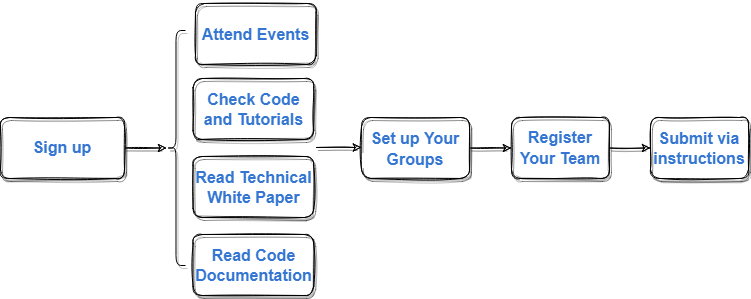 Sign up
Attend Events
Check Code
and Tutorials
Read Technical
White Paper
Read Code
Documentation
Set up Your
Groups
Register
Your Team
Submit via
instructions